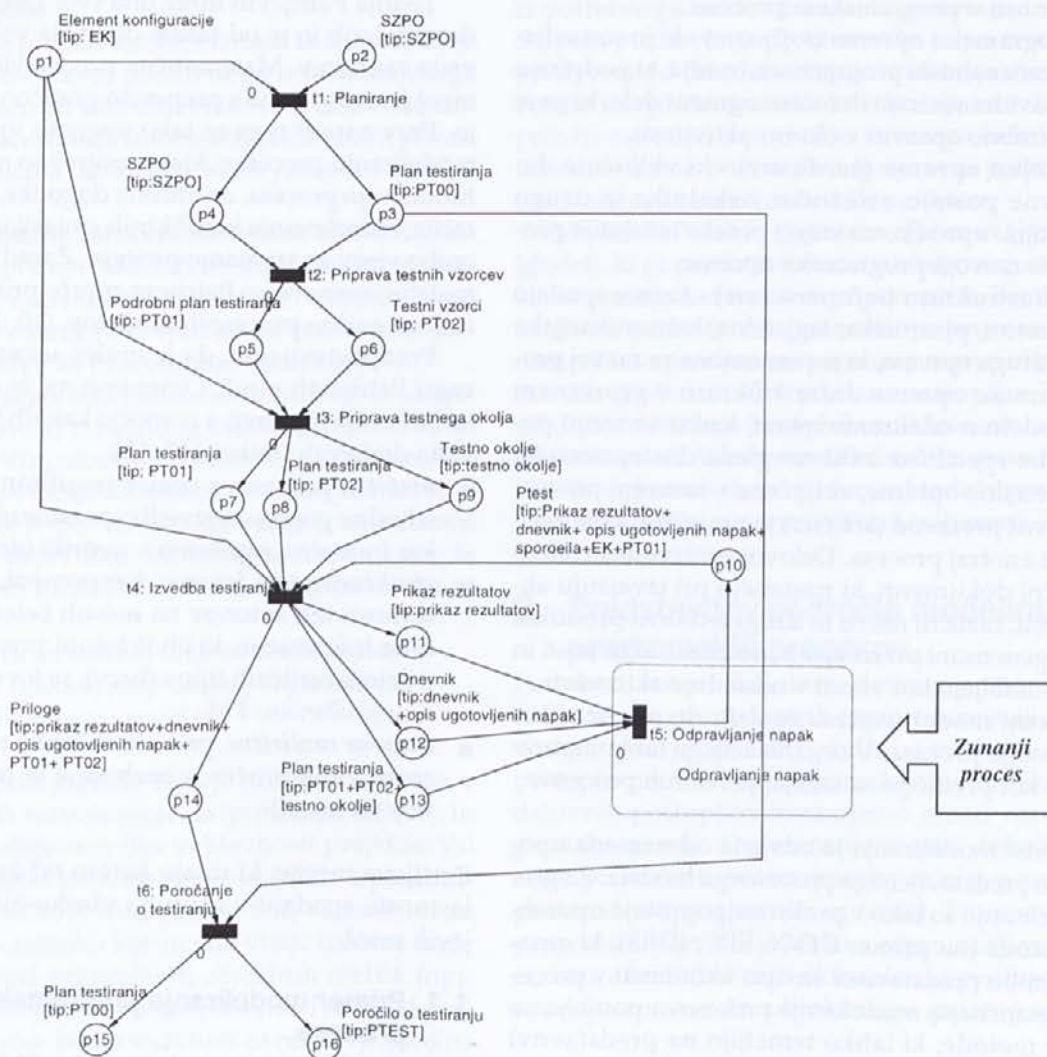 Element konfiguracije
[tip: EK]
p1
SZPO
[tip:SZPO]
p2
0
t1: Planiranje
SZPO
[tip:SZPO]
p4
Plan testiranja
[tip:PT00]
p3
t2: Priprava testnih vzorcev
0
Podrobni plan testiranja
[tip: PT01]
p5
Testni vzorci
[tip: PT02]
p6
t3: Priprava testnega okolja
0
Plan testiranja
[tip: PT01]
p7
Plan testiranja
[tip: PT02]
p8
Testno okolje
[tip:testno okolje]
p9
Ptest
[tip:Prikaz rezultatov+
dnevnik+ opis ugotovljenih napak+
sporoeila+EK+PT01]
p10
t4: Izvedba testiranja
0
Prikaz rezultatov
[tip:prikaz rezultatov]
p11
Dnevnik
[tip:dnevnik
+opis ugotovljenih napak]
p12
Priloge
[tip:prikaz rezultatov+dnevnik+
opis ugotovljenih napak+
PT01+ PT02]
p14
Plan testiranja
[tip:PT01+PT02+
testno okolje]
p13
t5: Odpravljanje napak
0
Odpravljanje napak
Zunanji
proces
t6: Poročanje
o testiranju
0
Plan testiranja
[tip:PT00]
p15
Poročilo o testiranju
[tip:PTEST]
p16